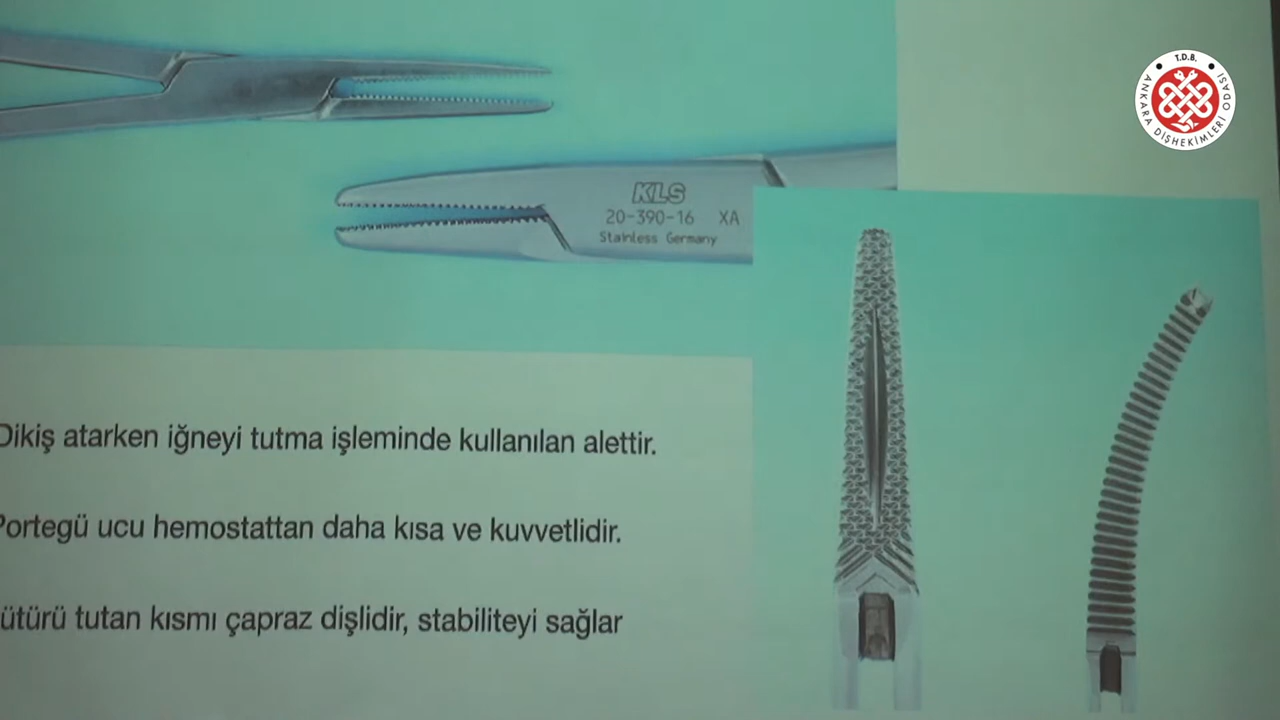 T.D.B.
ANKARA DİŞHEKİMLERİ ODASI
KLS
20-390-16 XA
Stainless Germany
Dikiş atarken iğneyi tutma işleminde kullanılan alettir.
Portegü ucu hemostattan daha kısa ve kuvvetlidir.
ütürü tutan kısmı çapraz dişlidir, stabiliteyi sağlar